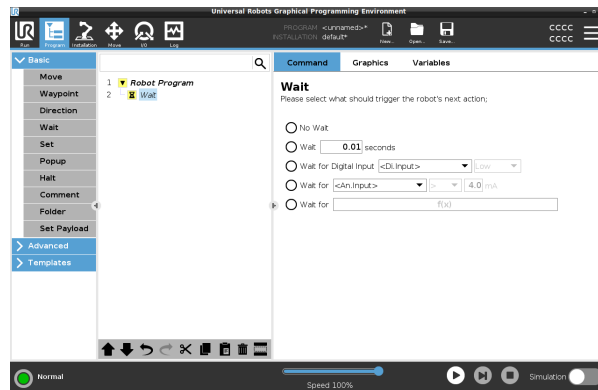 Universal Robots Graphical Programming Environment
UR
Run
Program
Installation
Move
I/O
Log
PROGRAM <unnamed>*
INSTALLATION default*
New...
Open...
Save...
CCCC
CCCC
Basic
Move
Waypoint
Direction
Wait
Set
Popup
Halt
Comment
Folder
Set Payload
Advanced
Templates
1 Robot Program
2 Wait
Command Graphics Variables
Wait
Please select what should trigger the robot's next action;
No Wait
Wait 0.01 seconds
Wait for Digital Input <Di.Input> Low
Wait for <An.Input> > 4.0 mA
Wait for f(x)
Normal
Speed 100%
Simulation